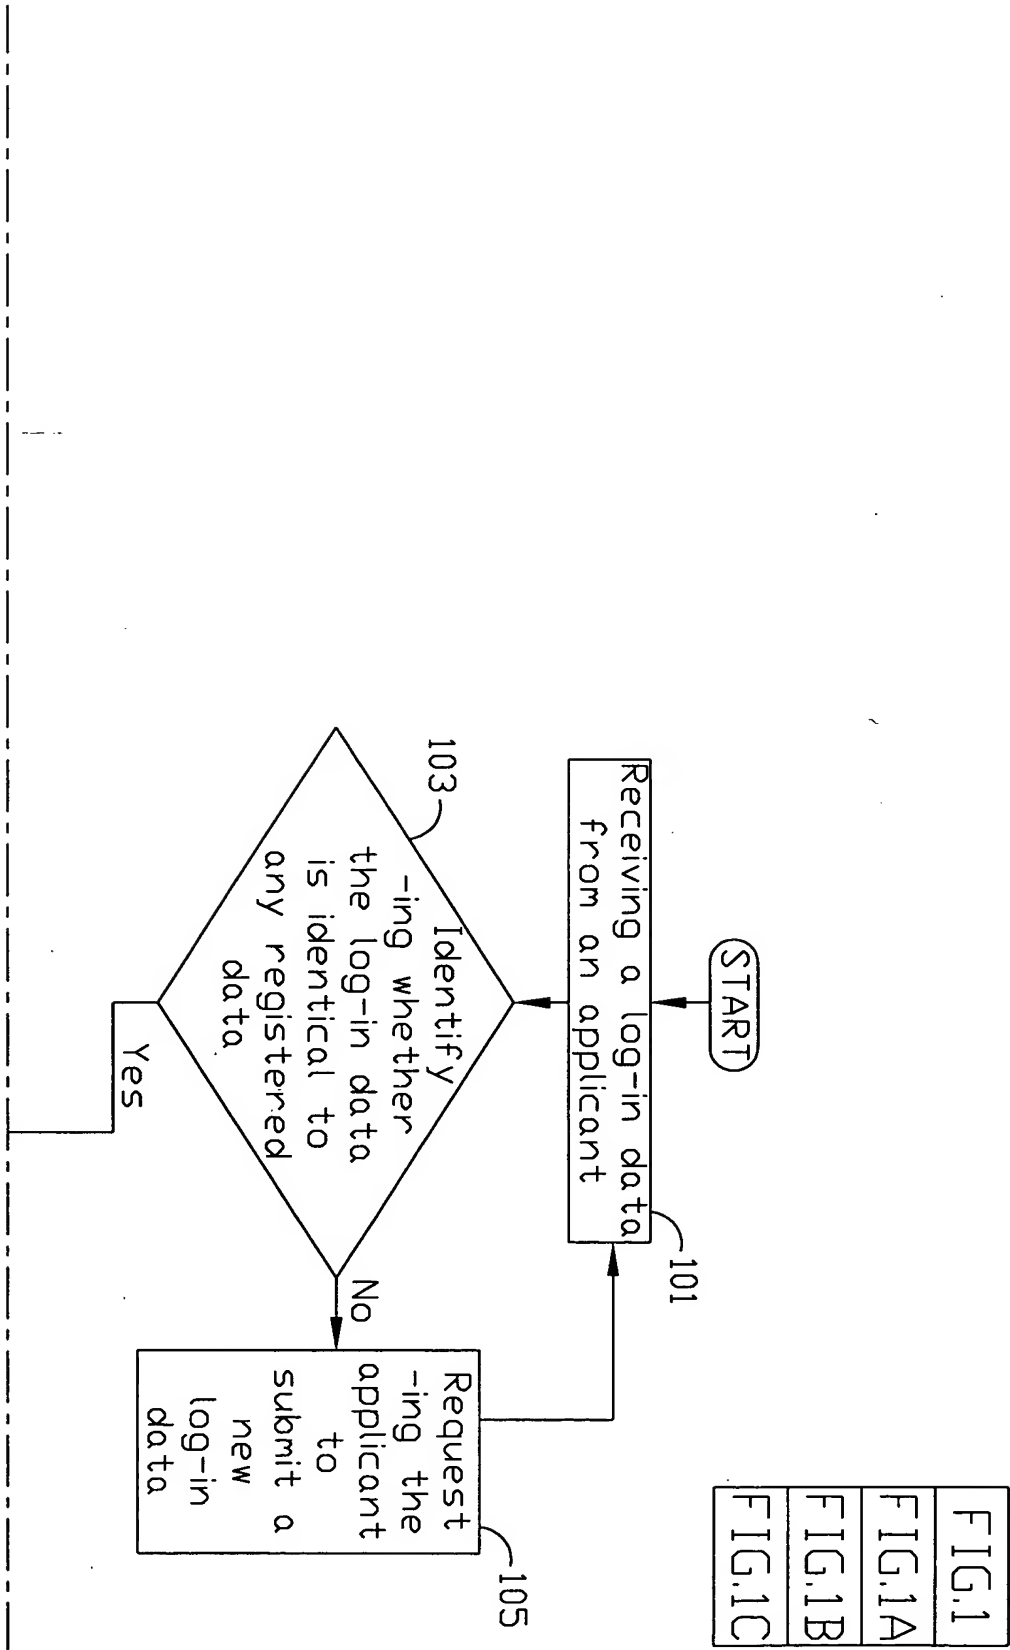 FIG.1
FIG.1A
FIG.1B
FIG.1C
START
Receiving a log-in data
from an applicant
101
103
Identify
-ing whether
the log-in data
is identical to
any registered
data
No
Yes
Request
-ing the
applicant
to
submit a
new
log-in
data
105